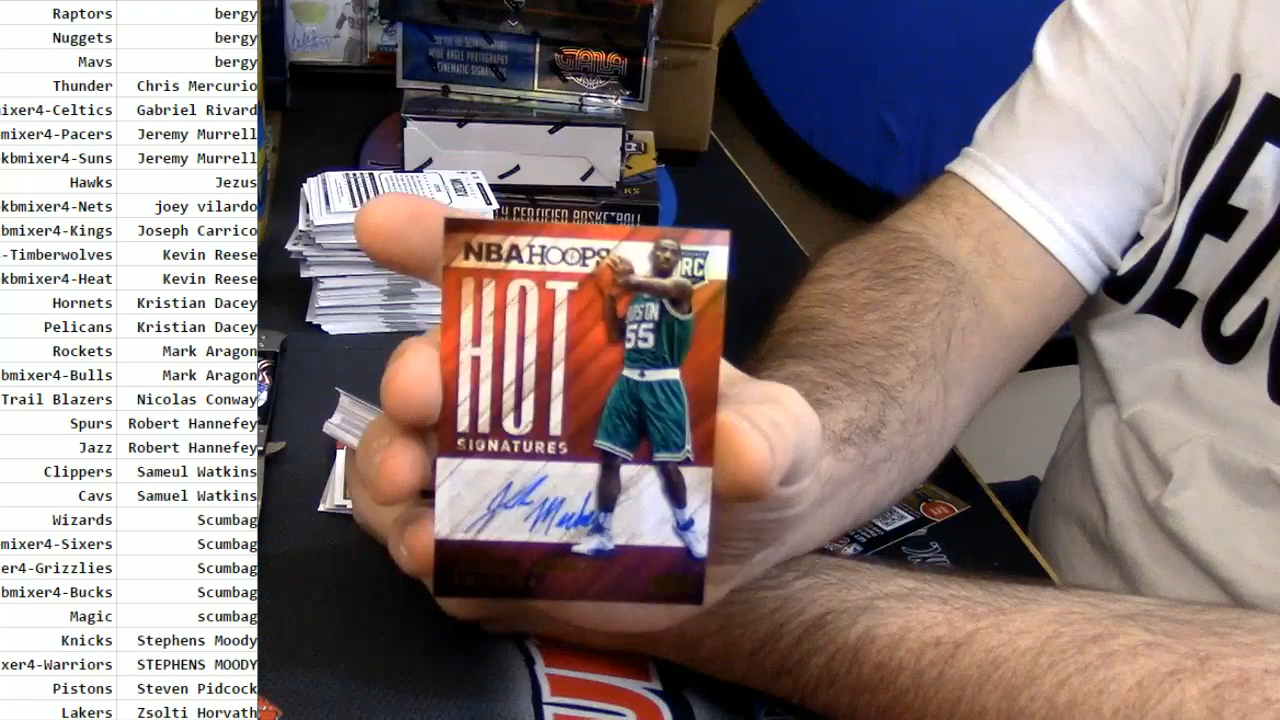 Raptors bergy
Nuggets bergy
Mavs bergy
Thunder Chris Mercurio
ixer4-Celtics Gabriel Rivard
mixer4-Pacers Jeremy Murrell
kbmixer4-Suns Jeremy Murrell
Hawks Jezus
kbmixer4-Nets joey vilardo
bmixer4-Kings Joseph Carrico
-Timberwolves Kevin Reese
kbmixer4-Heat Kevin Reese
Hornets Kristian Dacey
Pelicans Kristian Dacey
Rockets Mark Aragon
bmixer4-Bulls Mark Aragon
Trail Blazers Nicolas Conway
Spurs Robert Hannefey
Jazz Robert Hannefey
Clippers Sameul Watkins
Cavs Samuel Watkins
Wizards Scumbag
mixer4-Sixers Scumbag
er4-Grizzlies Scumbag
bmixer4-Bucks Scumbag
Magic scumbag
Knicks Stephens Moody
xer4-Warriors STEPHENS MOODY
Pistons Steven Pidcock
Lakers Zsolti Horvath
WIDE ANGLE PHOTOGRAPHY
GALA
CERTIFIED BASKETBALL
NBA HOOPS
RC
HOT
SIGNATURES
55